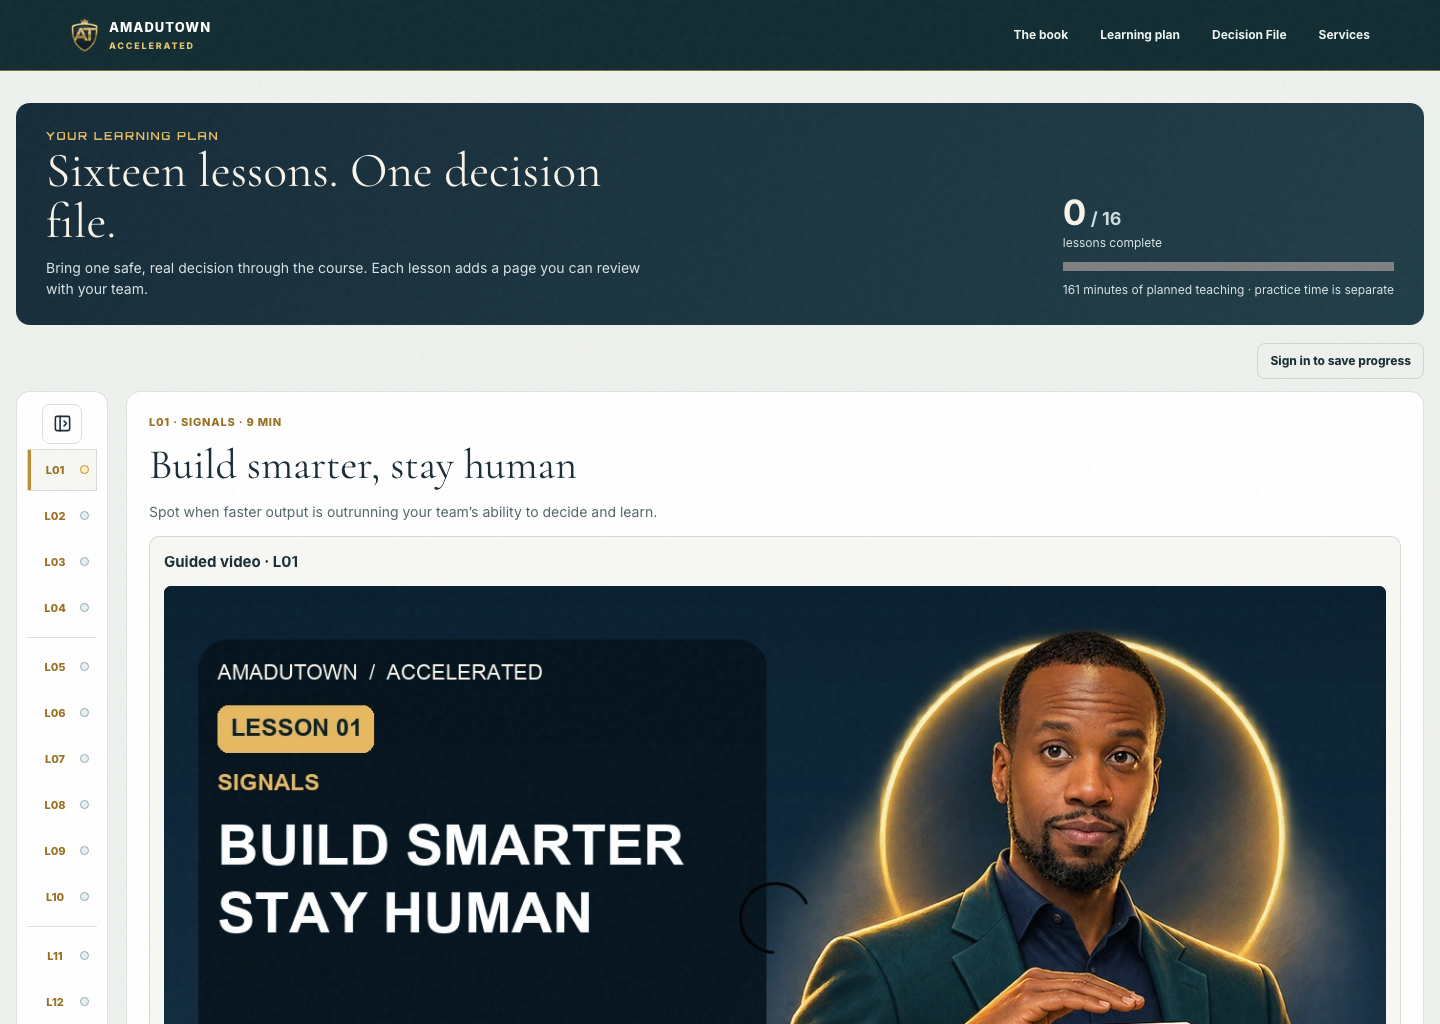 AT
AMADUTOWN
ACCELERATED
The book
Learning plan
Decision File
Services
YOUR LEARNING PLAN
Sixteen lessons. One decision
file.
Bring one safe, real decision through the course. Each lesson adds a page you can review
with your team.
0 / 16
lessons complete
161 minutes of planned teaching · practice time is separate
Sign in to save progress
L01
L02
L03
L04
L05
L06
L07
L08
L09
L10
L11
L12
L01 · SIGNALS · 9 MIN
Build smarter, stay human
Spot when faster output is outrunning your team’s ability to decide and learn.
Guided video · L01
AMADUTOWN / ACCELERATED
LESSON 01
SIGNALS
BUILD SMARTER
STAY HUMAN